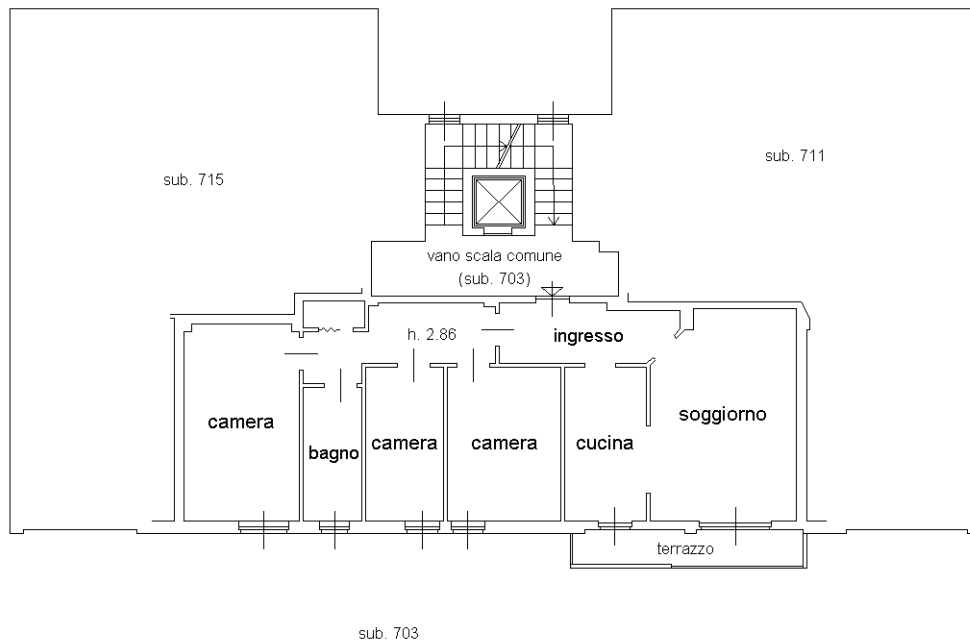 sub. 711
sub. 715
vano scala comune
(sub. 703)
h. 2.86
ingresso
camera
bagno
camera
camera
cucina
soggiorno
terrazzo
sub. 703